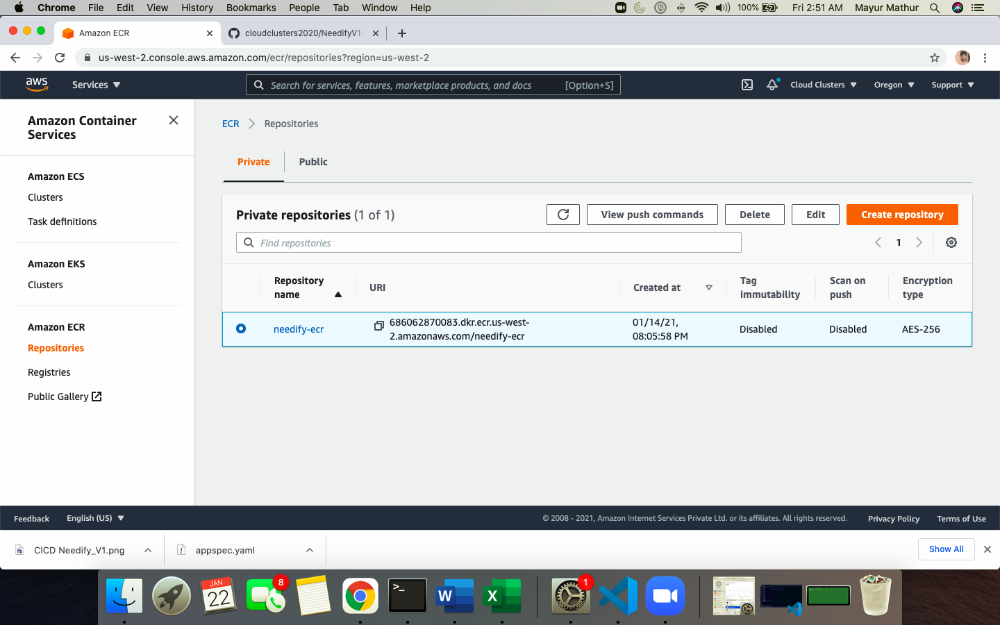 Chrome File Edit View History Bookmarks People Tab Window Help 100% Fri 2:51 AM Mayur Mathur
Amazon ECR cloudclusters2020/NeedifyV1:
us-west-2.console.aws.amazon.com/ecr/repositories?region=us-west-2
aws Services Search for services, features, marketplace products, and docs [Option+S] Cloud Clusters Oregon Support
Amazon Container
Services
Amazon ECS
Clusters
Task definitions
Amazon EKS
Clusters
Amazon ECR
Repositories
Registries
Public Gallery
ECR Repositories
Private Public
Private repositories (1 of 1) View push commands Delete Edit Create repository
Find repositories 1
Repository
name
URI
Created at
Tag
immutability
Scan on
push
Encryption
type
needify-ecr
686062870083.dkr.ecr.us-west-
2.amazonaws.com/needify-ecr
01/14/21,
08:05:58 PM
Disabled
Disabled
AES-256
Feedback English (US) © 2008 - 2021, Amazon Internet Services Private Ltd. or its affiliates. All rights reserved. Privacy Policy Terms of Use
CICD Needify_V1.png appspec.yaml Show All
JAN
22
8
>_
W
X
1